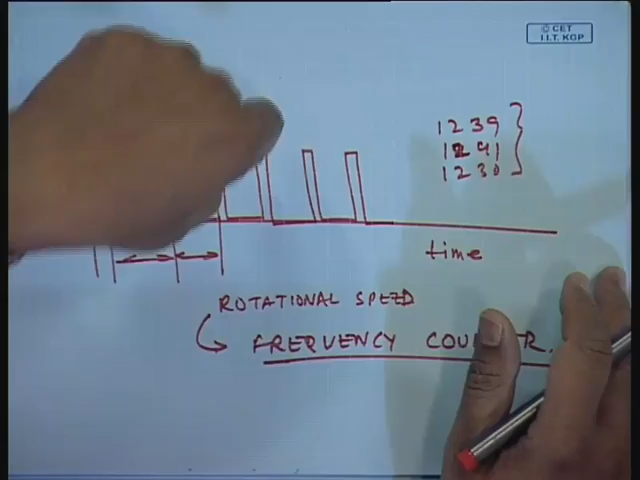 © CET
I.I.T. KGP
1239
1241
1230
time
ROTATIONAL SPEED
FREQUENCY